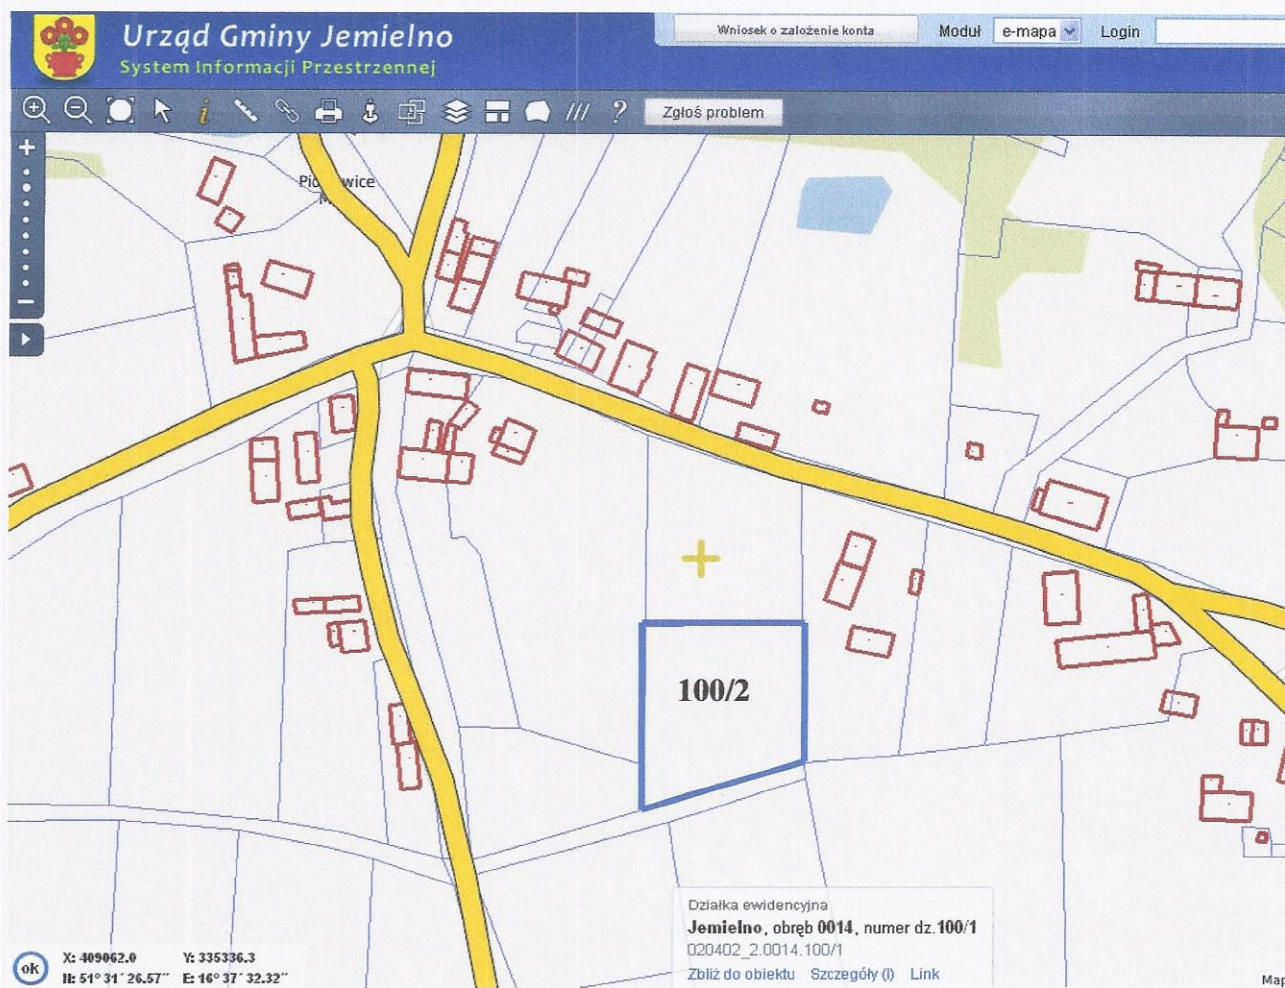 Urząd Gminy Jemielno
System Informacji Przestrzennej
Wniosek o założenie konta
Moduł e-mapa Login
Zgłoś problem
100/2
Działka ewidencyjna
Jemielno, obręb 0014, numer dz.100/1
020402_2.0014.100/1
Zbliż do obiektu Szczegóły (I) Link
ok
X: 409062.0 Y: 335336.3
N: 51° 31' 26.57" E: 16° 37' 32.32"